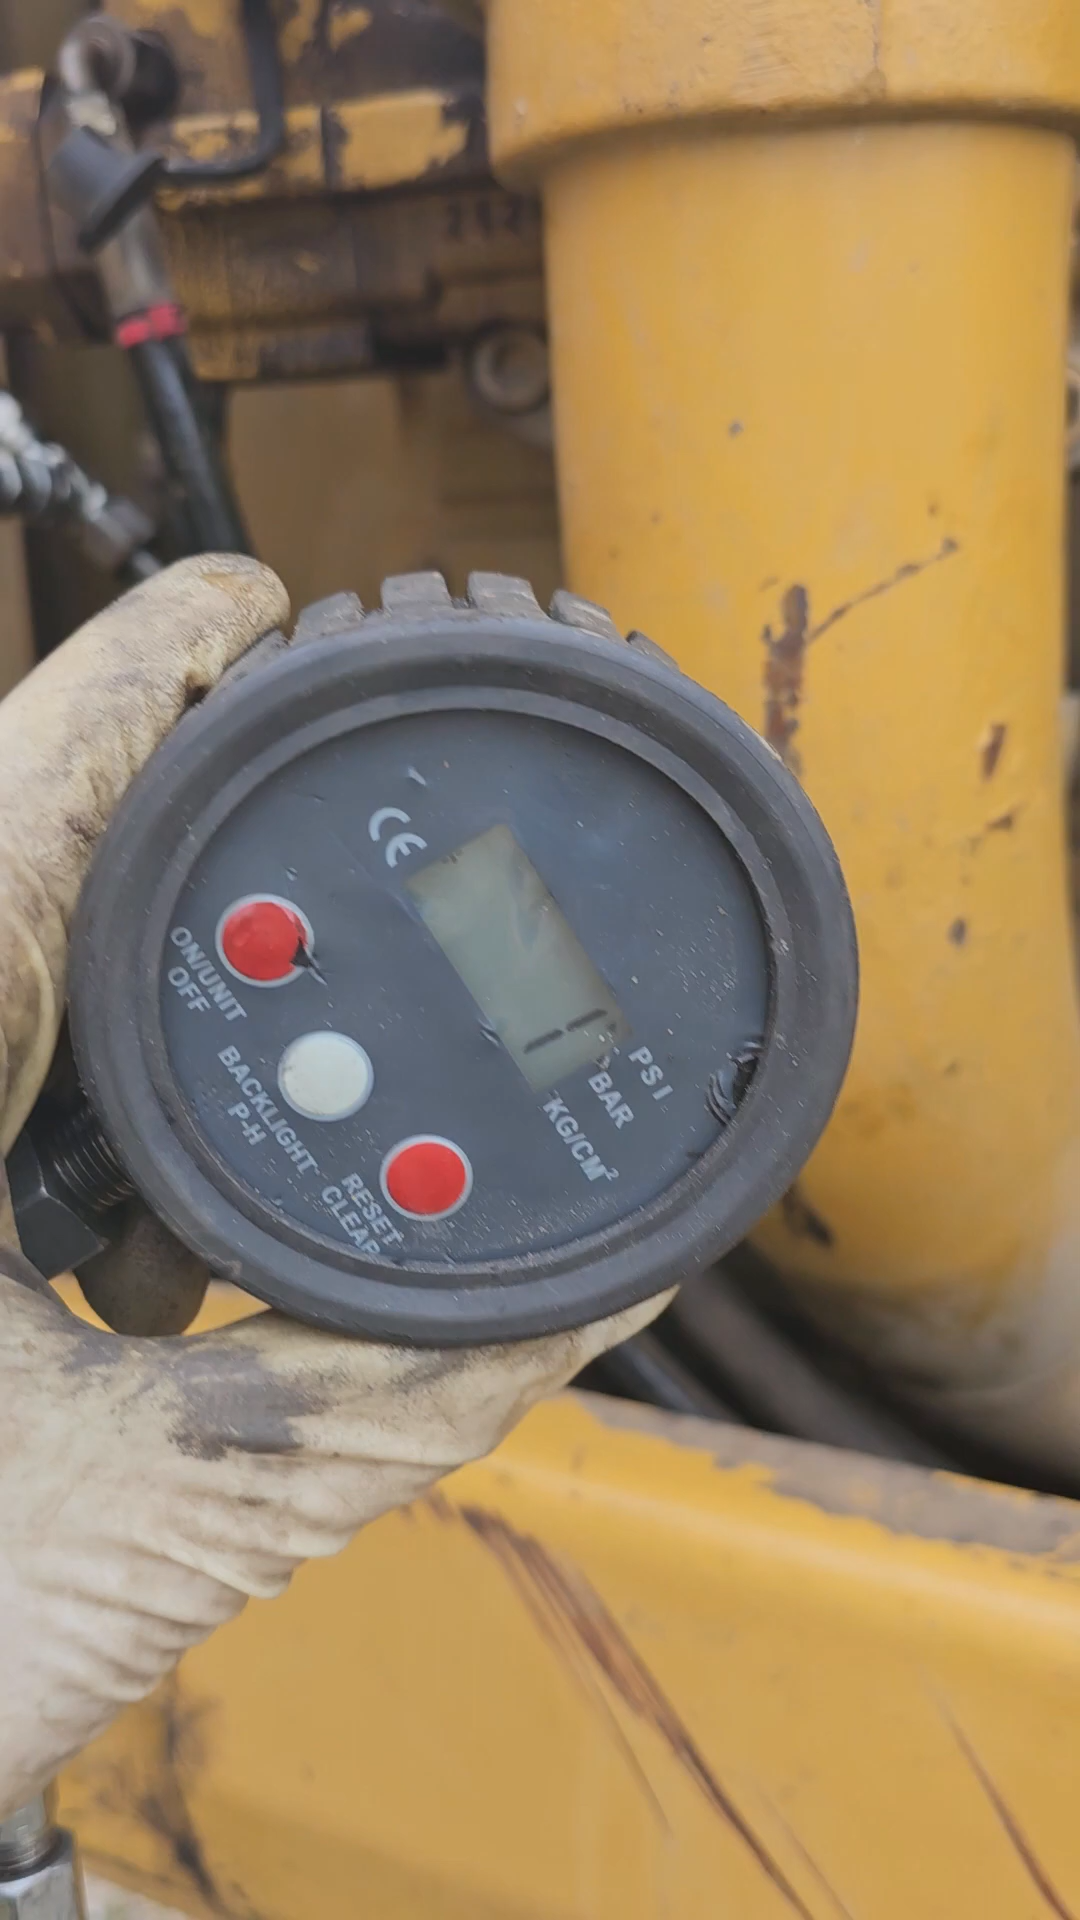 CE
ON/UNIT
OFF
BACKLIGHT
P-H
RESET
CLEAR
PSI
BAR
KG/CM²